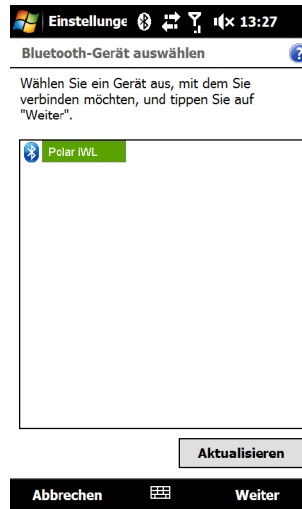 Einstellunge 13:27
Bluetooth-Gerät auswählen ?
Wählen Sie ein Gerät aus, mit dem Sie
verbinden möchten, und tippen Sie auf
"Weiter".
Polar iWL
Aktualisieren
Abbrechen Weiter